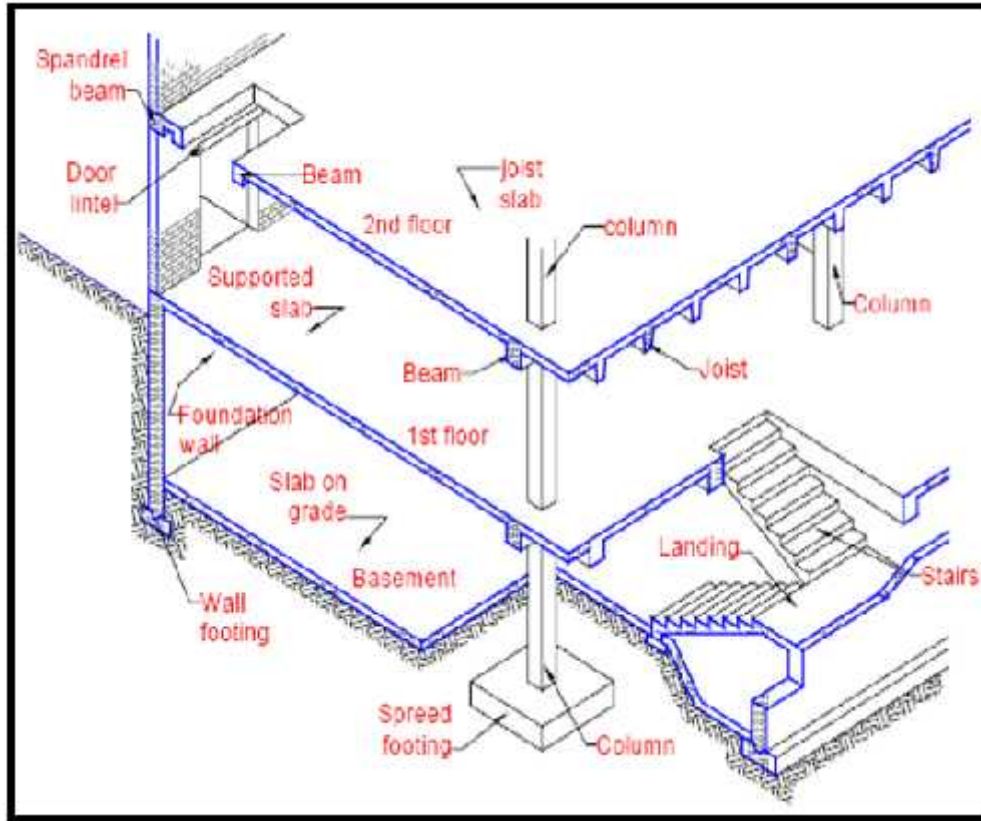 Spandrel
beam
Door
lintel
Beam
joist
slab
2nd floor
column
Supported
slab
Column
Beam
Joist
Foundation
wall
1st floor
Slab on
grade
Landing
Stairs
Basement
Wall
footing
Spreed
footing
Column